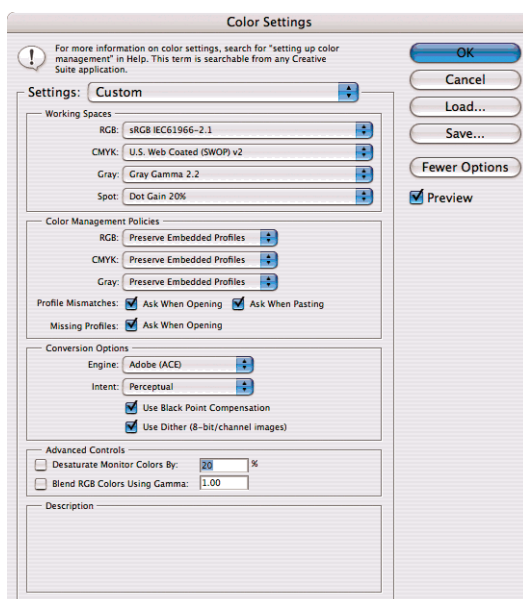 Color Settings
For more information on color settings, search for "setting up color
management" in Help. This term is searchable from any Creative
Suite application.
Settings: Custom
Working Spaces
RGB: sRGB IEC61966-2.1
CMYK: U.S. Web Coated (SWOP) v2
Gray: Gray Gamma 2.2
Spot: Dot Gain 20%
Color Management Policies
RGB: Preserve Embedded Profiles
CMYK: Preserve Embedded Profiles
Gray: Preserve Embedded Profiles
Profile Mismatches: Ask When Opening Ask When Pasting
Missing Profiles: Ask When Opening
Conversion Options
Engine: Adobe (ACE)
Intent: Perceptual
Use Black Point Compensation
Use Dither (8-bit/channel images)
Advanced Controls
Desaturate Monitor Colors By: 20 %
Blend RGB Colors Using Gamma: 1.00
Description
OK
Cancel
Load...
Save...
Fewer Options
Preview